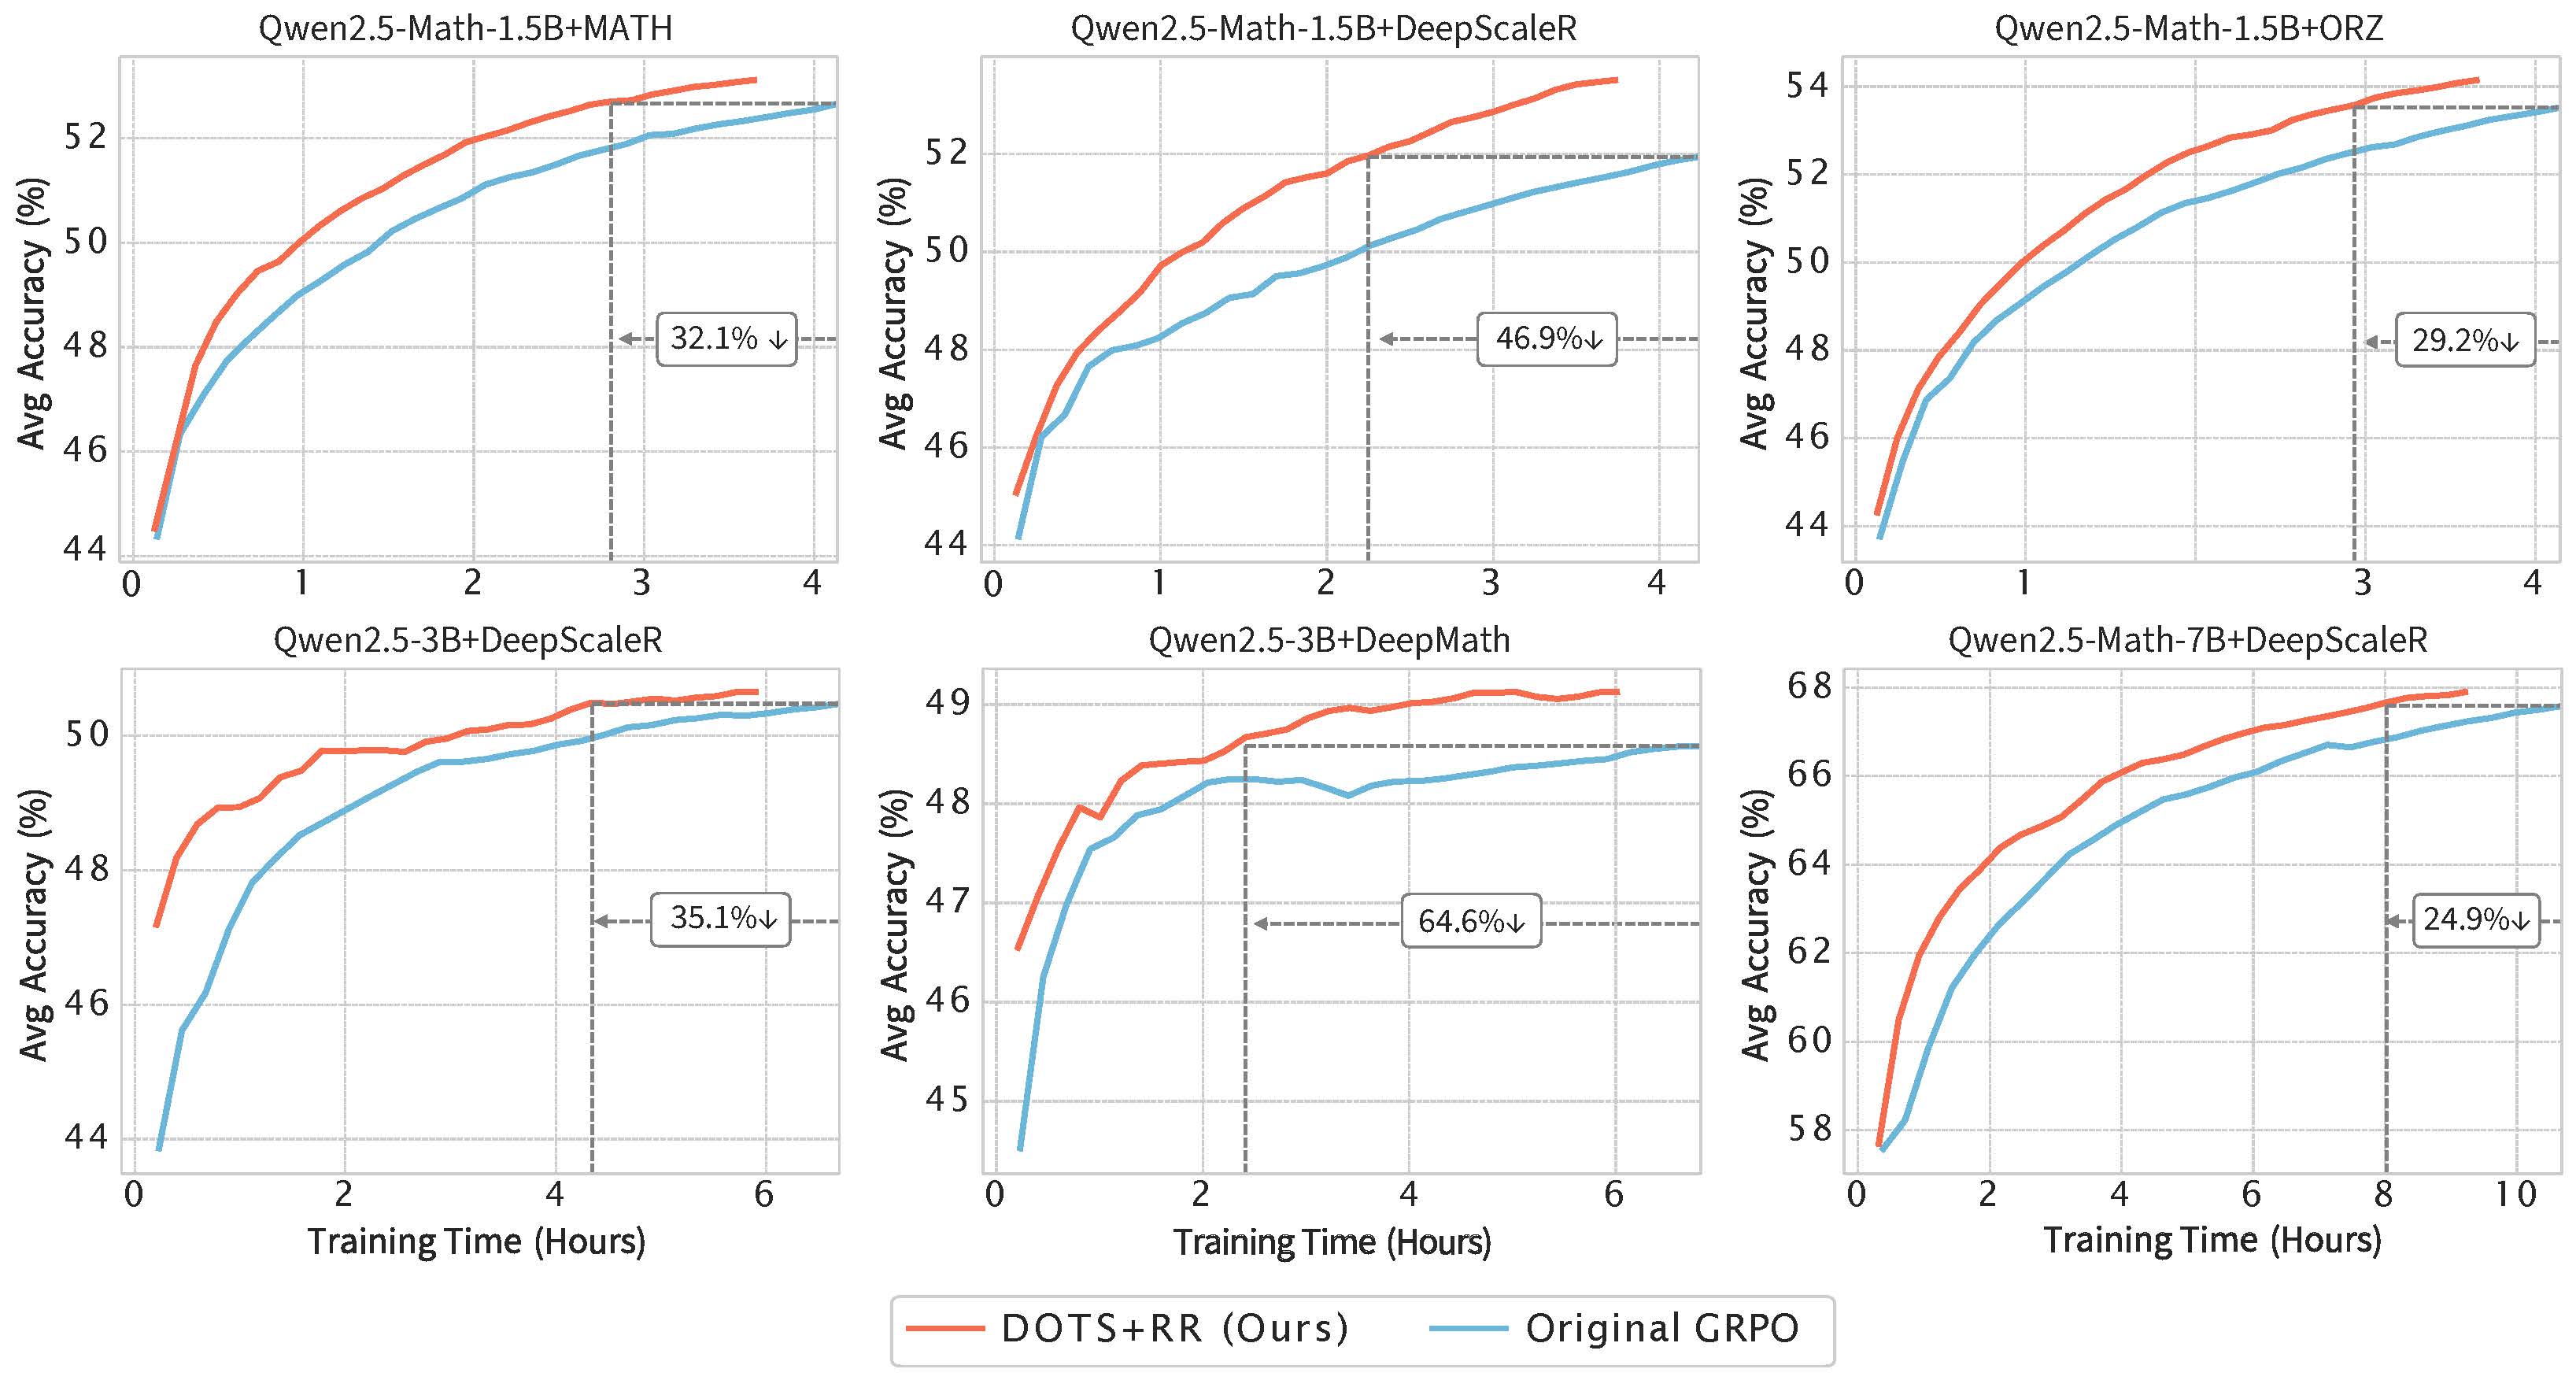 Qwen2.5-Math-1.5B+MATH
Avg Accuracy (%)
52
50
48
46
44
32.1% ↓
0 1 2 3 4
Qwen2.5-Math-1.5B+DeepScaleR
Avg Accuracy (%)
52
50
48
46
44
46.9%↓
0 1 2 3 4
Qwen2.5-Math-1.5B+ORZ
Avg Accuracy (%)
54
52
50
48
46
44
29.2%↓
0 1 3 4
Qwen2.5-3B+DeepScaleR
Avg Accuracy (%)
50
48
46
44
35.1%↓
0 2 4 6
Training Time (Hours)
Qwen2.5-3B+DeepMath
Avg Accuracy (%)
49
48
47
46
45
64.6%↓
0 2 4 6
Training Time (Hours)
Qwen2.5-Math-7B+DeepScaleR
Avg Accuracy (%)
68
66
64
62
60
58
24.9%↓
0 2 4 6 8 10
Training Time (Hours)
DOTS+RR (Ours) Original GRPO